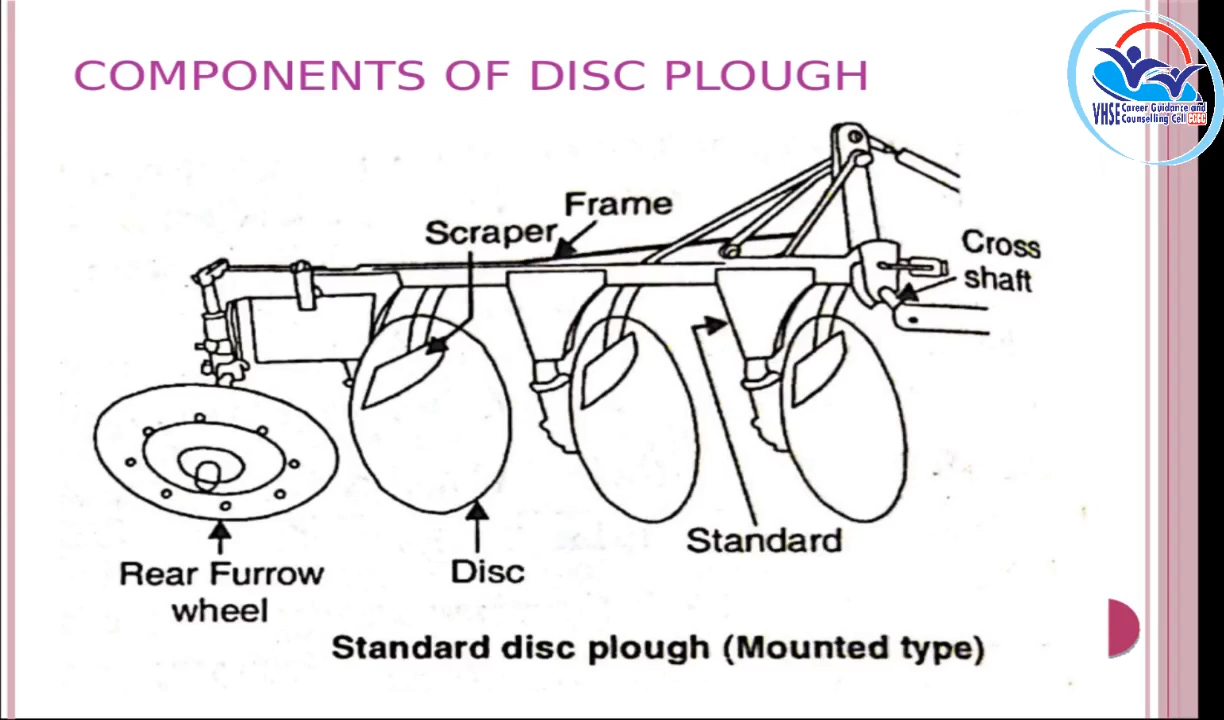 COMPONENTS OF DISC PLOUGH
VHSE Career Guidance and
Counselling Cell CGCC
Frame
Scraper
Cross
shaft
Standard
Disc
Rear Furrow
wheel
Standard disc plough (Mounted type)